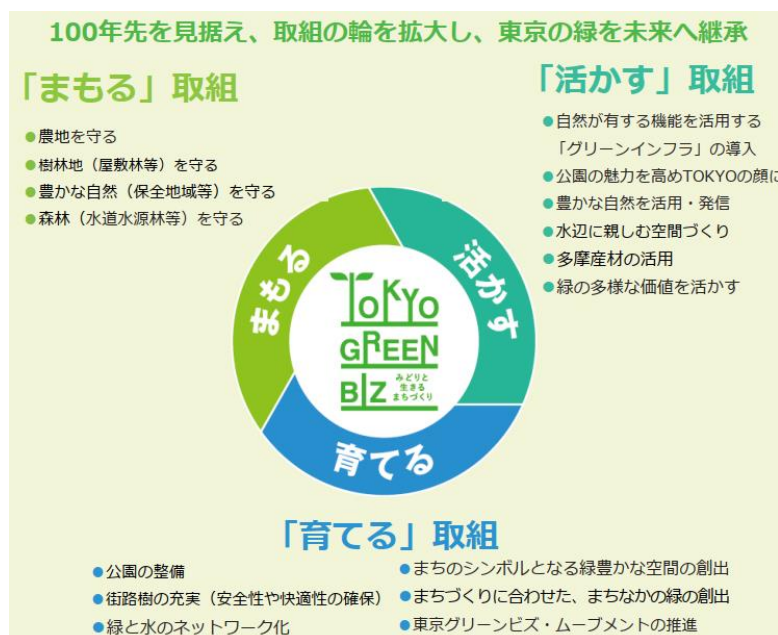 100年先を見据え、取組の輪を拡大し、東京の緑を未来へ継承
「まもる」取組
●農地を守る
●樹林地（屋敷林等）を守る
●豊かな自然（保全地域等）を守る
●森林（水道水源林等）を守る
「活かす」取組
●自然が有する機能を活用する
「グリーンインフラ」の導入
●公園の魅力を高めTOKYOの顔に
●豊かな自然を活用・発信
●水辺に親しむ空間づくり
●多摩産材の活用
●緑の多様な価値を活かす
まもる
活かす
育てる
TOKYO
GREEN
BIZ
みどりと
生きる
まちづくり
「育てる」取組
●公園の整備
●街路樹の充実（安全性や快適性の確保）
●緑と水のネットワーク化
●まちのシンボルとなる緑豊かな空間の創出
●まちづくりに合わせた、まちなかの緑の創出
●東京グリーンビズ・ムーブメントの推進